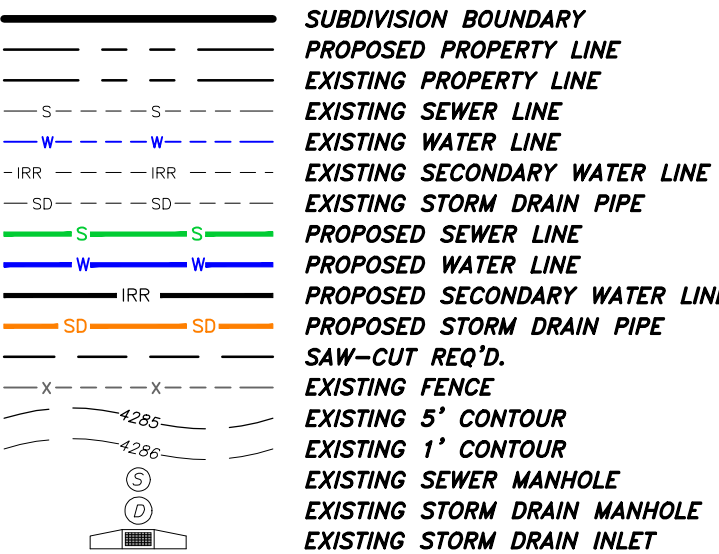 SUBDIVISION BOUNDARY
PROPOSED PROPERTY LINE
EXISTING PROPERTY LINE
S S EXISTING SEWER LINE
W W EXISTING WATER LINE
IRR IRR EXISTING SECONDARY WATER LINE
SD SD EXISTING STORM DRAIN PIPE
S S PROPOSED SEWER LINE
W W PROPOSED WATER LINE
IRR PROPOSED SECONDARY WATER LINE
SD SD PROPOSED STORM DRAIN PIPE
SAW-CUT REQ'D.
X X EXISTING FENCE
4285 EXISTING 5' CONTOUR
4286 EXISTING 1' CONTOUR
S EXISTING SEWER MANHOLE
D EXISTING STORM DRAIN MANHOLE
EXISTING STORM DRAIN INLET